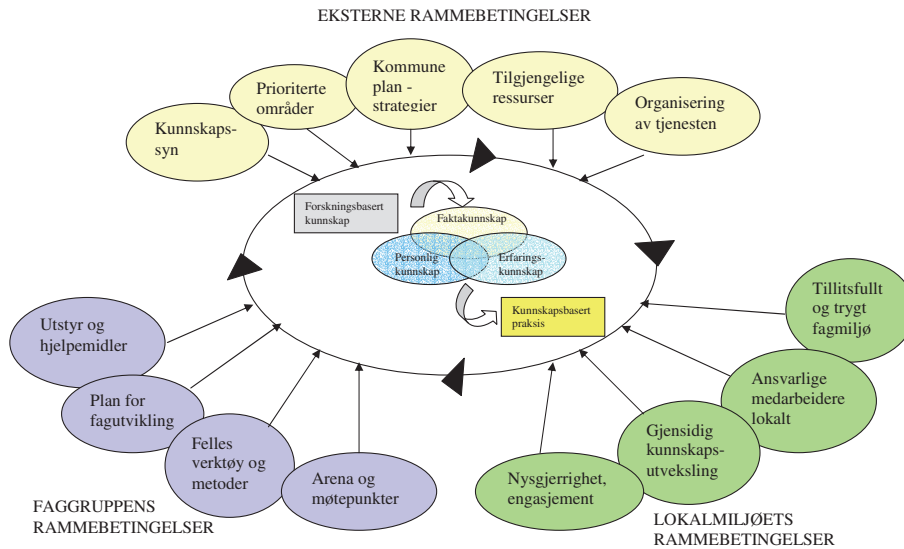 EKSTERNE RAMMEBETINGELSER
Kunnskaps-
syn
Prioriterte
områder
Kommune
plan -
strategier
Tilgjengelige
ressurser
Organisering
av tjenesten
Forskningsbasert
kunnskap
Faktakunnskap
Personlig
kunnskap
Erfarings-
kunnskap
Kunnskapsbasert
praksis
Utstyr og
hjelpemidler
Plan for
fagutvikling
Felles
verktøy og
metoder
Arena og
møtepunkter
FAGGRUPPENS
RAMMEBETINGELSER
Tillitsfullt
og trygt
fagmiljø
Ansvarlige
medarbeidere
lokalt
Gjensidig
kunnskaps-
utveksling
Nysgjerrighet,
engasjement
LOKALMILJØETS
RAMMEBETINGELSER